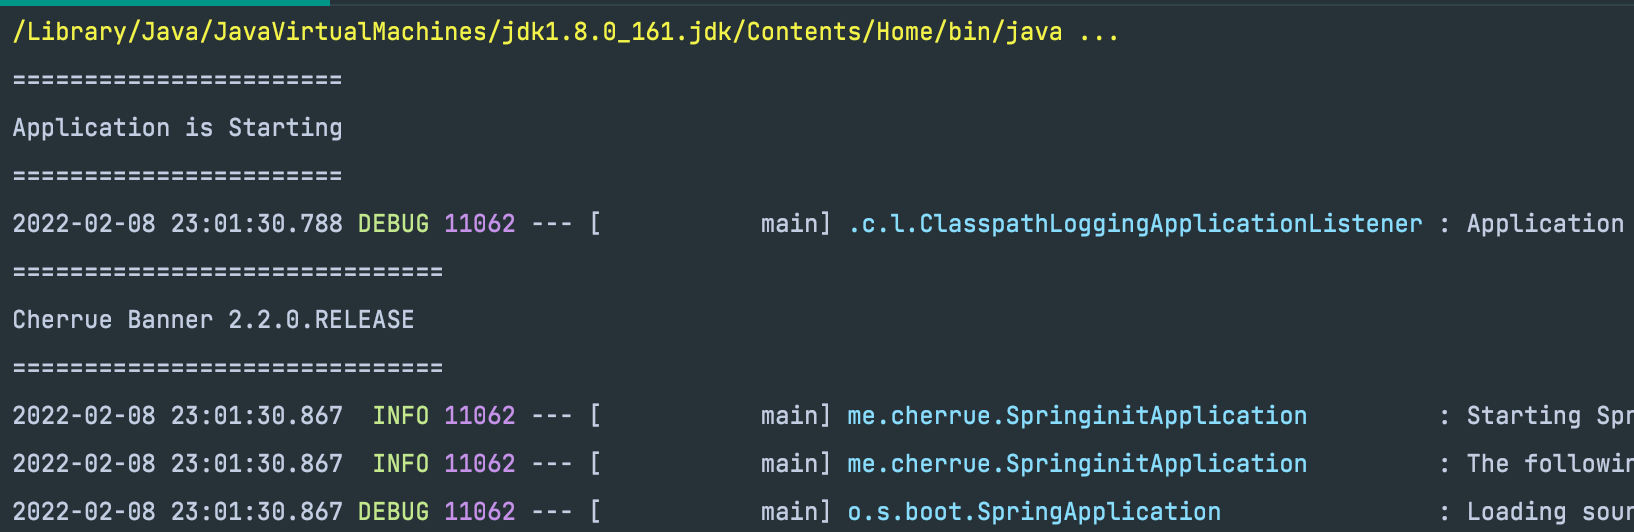 /Library/Java/JavaVirtualMachines/jdk1.8.0_161.jdk/Contents/Home/bin/java ...
=======================
Application is Starting
=======================
2022-02-08 23:01:30.788 DEBUG 11062 --- [           main] .c.l.ClasspathLoggingApplicationListener : Application
==============================
Cherrue Banner 2.2.0.RELEASE
==============================
2022-02-08 23:01:30.867  INFO 11062 --- [           main] me.cherrue.SpringinitApplication         : Starting Spr
2022-02-08 23:01:30.867  INFO 11062 --- [           main] me.cherrue.SpringinitApplication         : The followin
2022-02-08 23:01:30.867 DEBUG 11062 --- [           main] o.s.boot.SpringApplication               : Loading sour